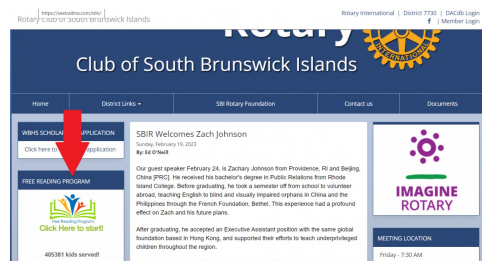 https://seenalima.com/stlk/
Rotary International | District 7730 | DACdb Login
Rotary Club of South Brunswick Islands
| Member Login
Rotary
Club of South Brunswick Islands
Home
District Links
SBI Rotary Foundation
Contact us
Documents
WBHS SCHOLA APPLICATION
Click here to application
FREE READING PROGRAM
Free Reading Program
Click Here to start!
405381 kids served!
SBIR Welcomes Zach Johnson
Sunday, February 19, 2023
By: Ed O'Neill
Our guest speaker February 24, is Zachary Johnson from Providence, RI and Beijing,
China [PRC]. He received his bachelor's degree in Public Relations from Rhode
Island College. Before graduating, he took a semester off from school to volunteer
abroad, teaching English to blind and visually impaired orphans in China and the
Philippines through the French Foundation, Bethel. This experience had a profound
effect on Zach and his future plans.
After graduating, he accepted an Executive Assistant position with the same global
foundation based in Hong Kong, and supported their efforts to teach underprivileged
children throughout the region.
IMAGINE
ROTARY
MEETING LOCATION
Friday - 7:30 AM